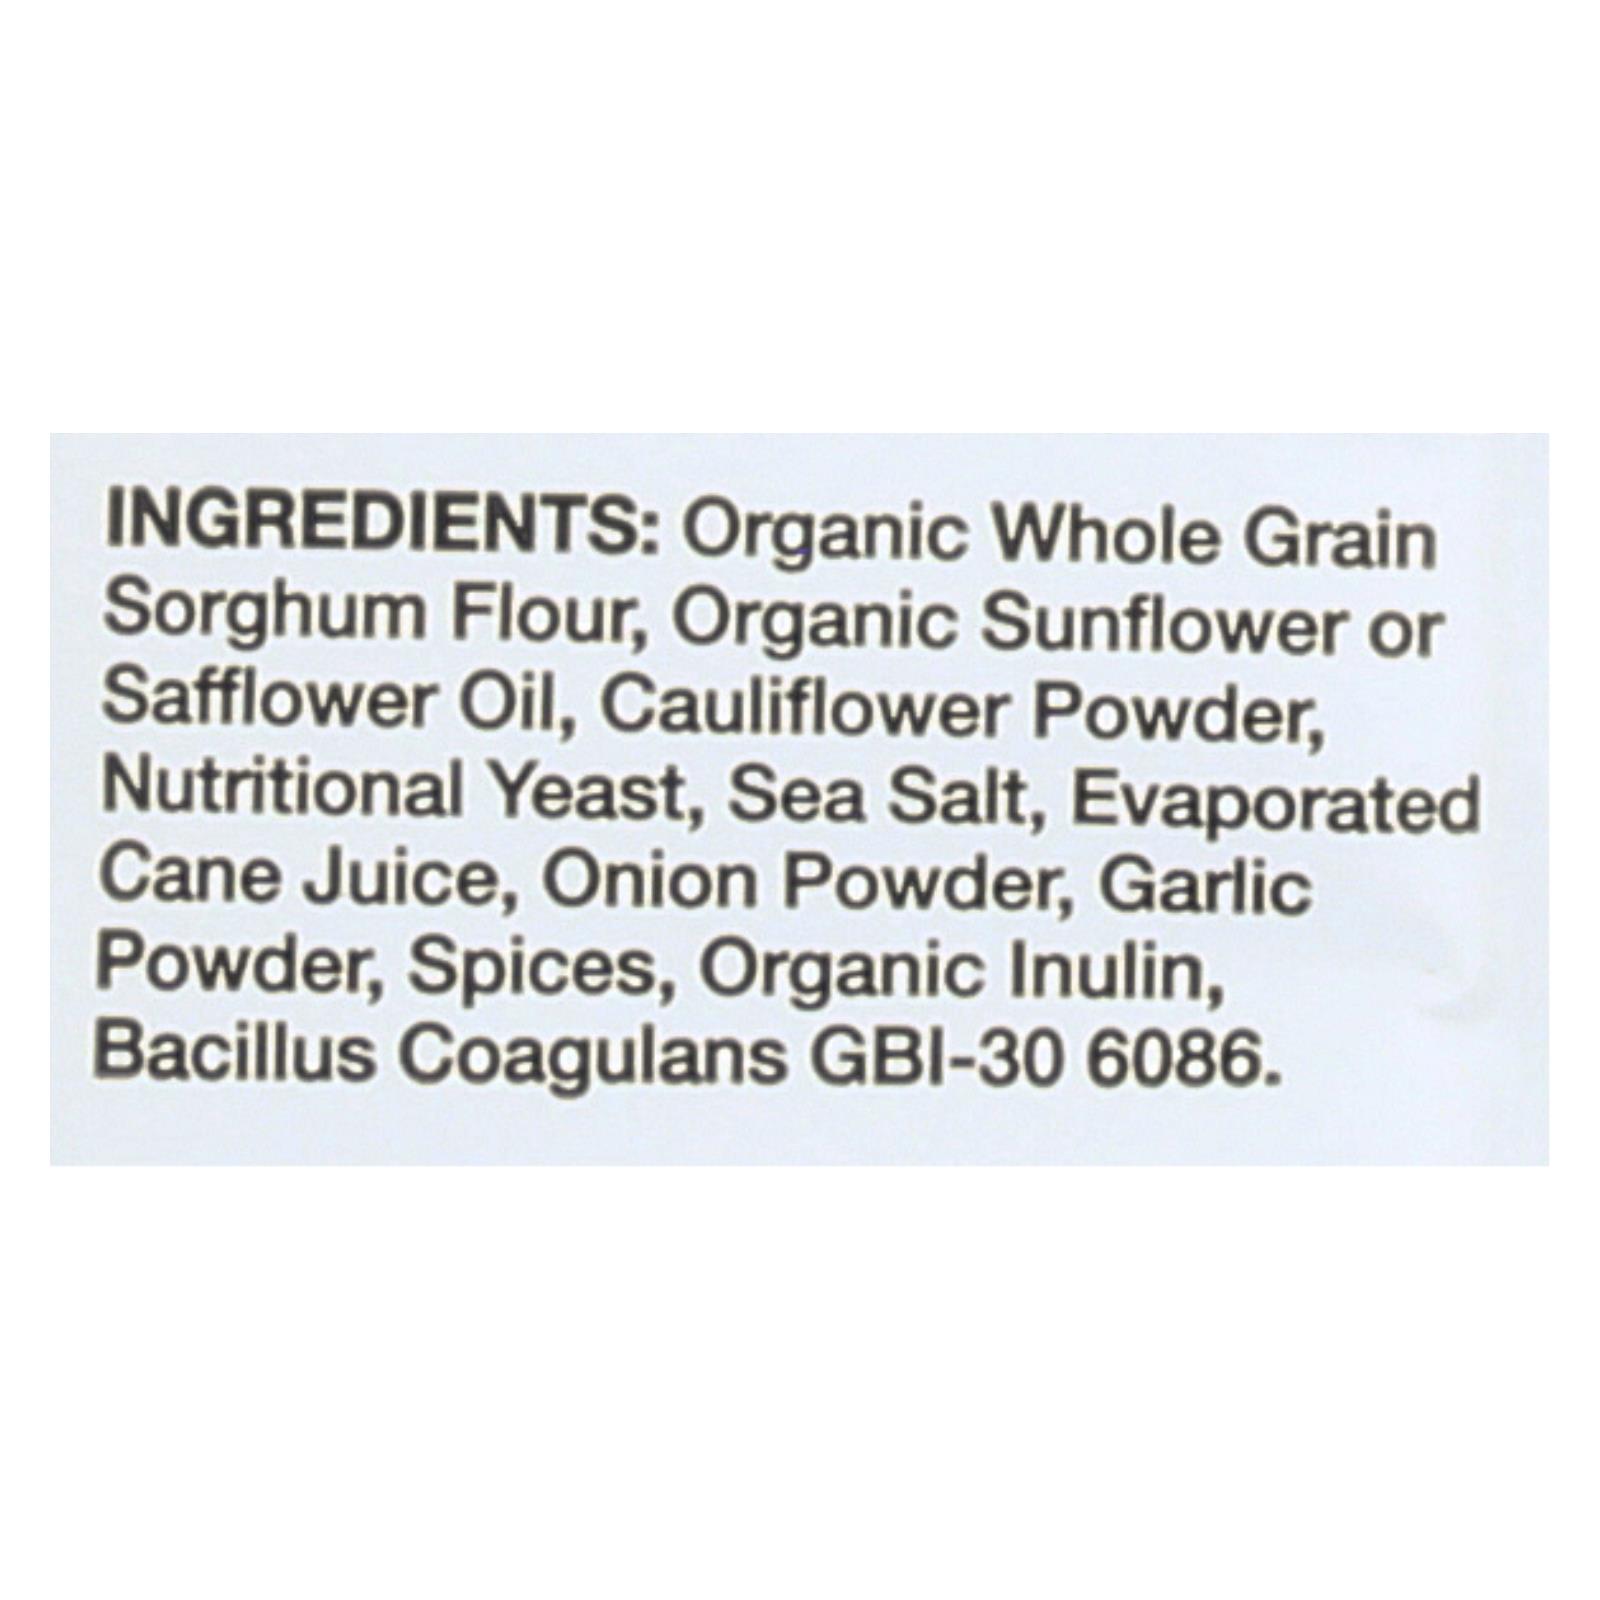 INGREDIENTS: Organic Whole Grain
Sorghum Flour, Organic Sunflower or
Safflower Oil, Cauliflower Powder,
Nutritional Yeast, Sea Salt, Evaporated
Cane Juice, Onion Powder, Garlic
Powder, Spices, Organic Inulin,
Bacillus Coagulans GBI-30 6086.